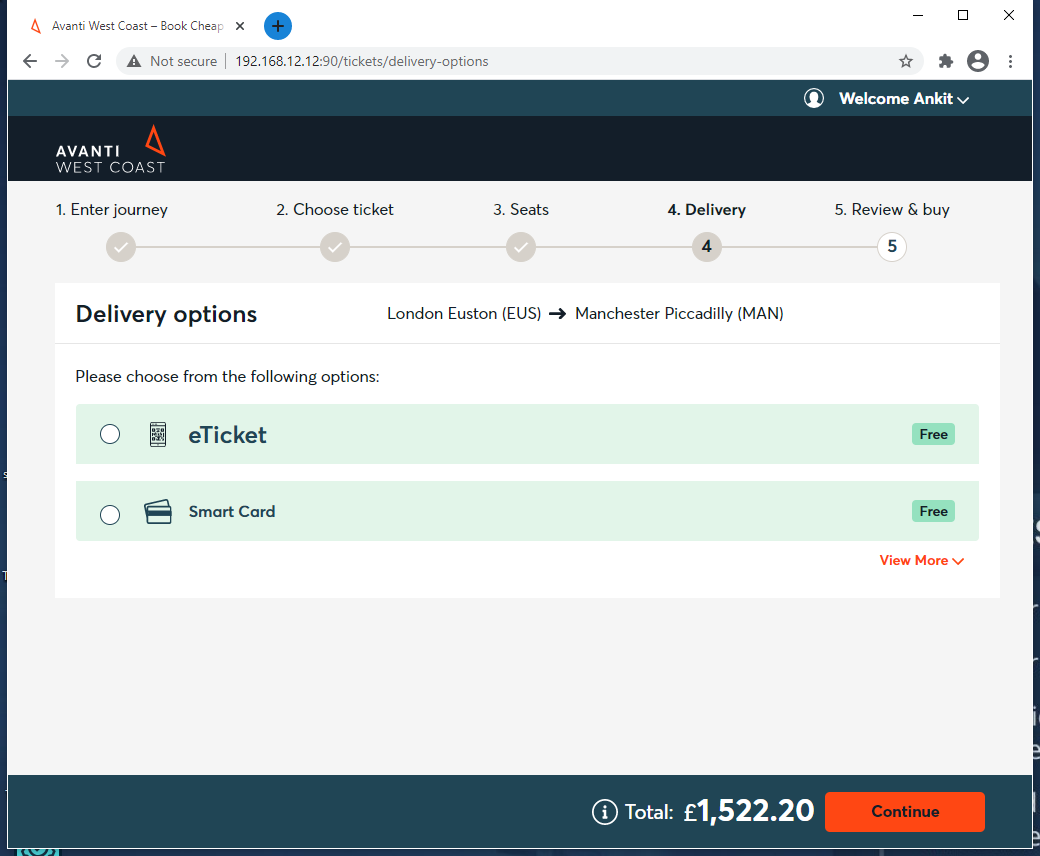 Avanti West Coast – Book Cheap
Not secure | 192.168.12.12:90/tickets/delivery-options
Welcome Ankit
AVANTI
WEST COAST
1. Enter journey 2. Choose ticket 3. Seats 4. Delivery 5. Review & buy
4 5
Delivery options London Euston (EUS) → Manchester Piccadilly (MAN)
Please choose from the following options:
eTicket Free
Smart Card Free
View More
Total: £1,522.20 Continue